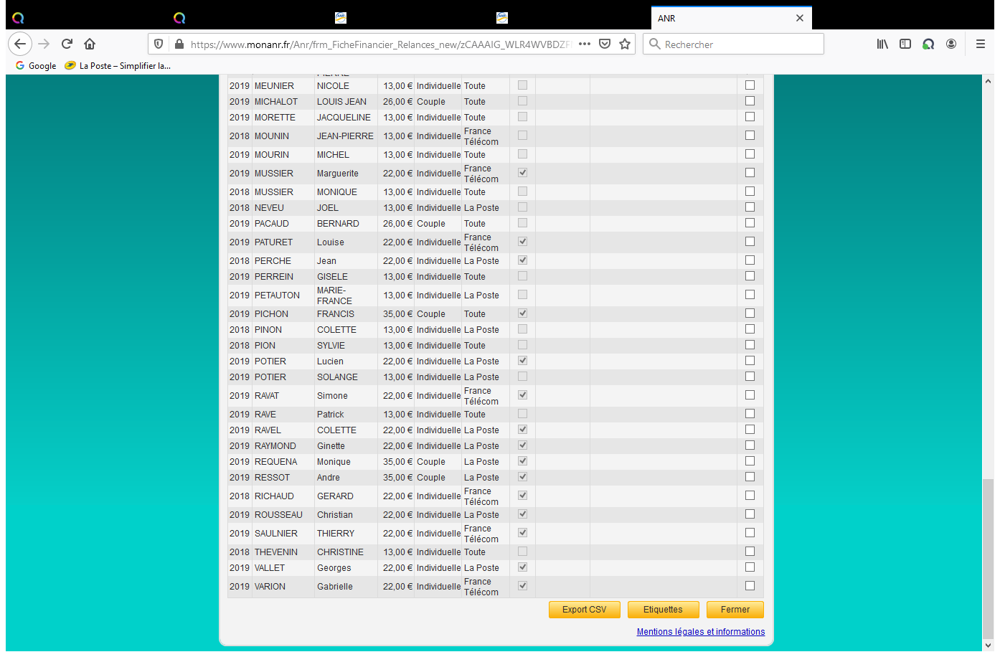 ANR
https://www.monanr.fr/Anr/frm_FicheFinancier_Relances_new/zCAAAIG_WLR4WVBDZF
Rechercher
Google La Poste – Simplifier la...
2019 MEUNIER NICOLE 13,00 € Individuelle Toute
2019 MICHALOT LOUIS JEAN 26,00 € Couple Toute
2019 MORETTE JACQUELINE 13,00 € Individuelle Toute
2018 MOUNIN JEAN-PIERRE 13,00 € Individuelle France Télécom
2019 MOURIN MICHEL 13,00 € Individuelle Toute
2019 MUSSIER Marguerite 22,00 € Individuelle France Télécom
2018 MUSSIER MONIQUE 13,00 € Individuelle Toute
2018 NEVEU JOEL 13,00 € Individuelle La Poste
2019 PACAUD BERNARD 26,00 € Couple Toute
2019 PATURET Louise 22,00 € Individuelle France Télécom
2018 PERCHE Jean 22,00 € Individuelle La Poste
2019 PERREIN GISELE 13,00 € Individuelle Toute
2019 PETAUTON MARIE-FRANCE 13,00 € Individuelle La Poste
2019 PICHON FRANCIS 35,00 € Couple Toute
2018 PINON COLETTE 13,00 € Individuelle La Poste
2018 PION SYLVIE 13,00 € Individuelle Toute
2019 POTIER Lucien 22,00 € Individuelle La Poste
2019 POTIER SOLANGE 13,00 € Individuelle La Poste
2019 RAVAT Simone 22,00 € Individuelle France Télécom
2019 RAVE Patrick 13,00 € Individuelle Toute
2019 RAVEL COLETTE 22,00 € Individuelle La Poste
2019 RAYMOND Ginette 22,00 € Individuelle La Poste
2019 REQUENA Monique 35,00 € Couple La Poste
2019 RESSOT Andre 35,00 € Couple La Poste
2018 RICHAUD GERARD 22,00 € Individuelle France Télécom
2019 ROUSSEAU Christian 22,00 € Individuelle La Poste
2019 SAULNIER THIERRY 22,00 € Individuelle France Télécom
2018 THEVENIN CHRISTINE 13,00 € Individuelle Toute
2019 VALLET Georges 22,00 € Individuelle La Poste
2019 VARION Gabrielle 22,00 € Individuelle France Télécom
Export CSV Etiquettes Fermer
Mentions légales et informations